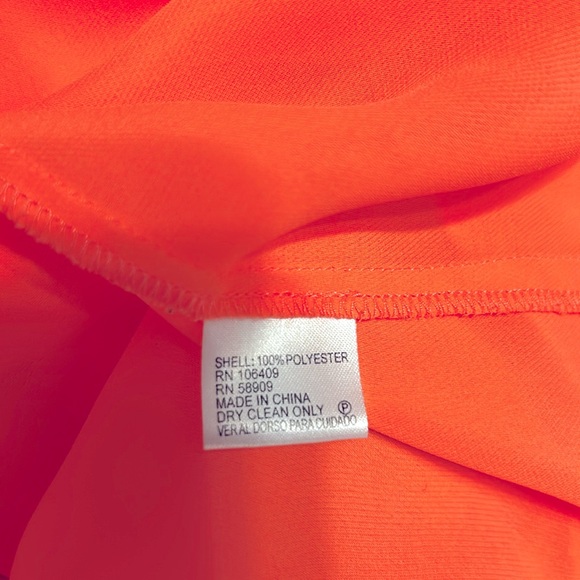 SHELL: 100% POLYESTER
RN 106409
RN 58909
MADE IN CHINA
DRY CLEAN ONLY Ⓟ
VER AL DORSO PARA CUIDADO